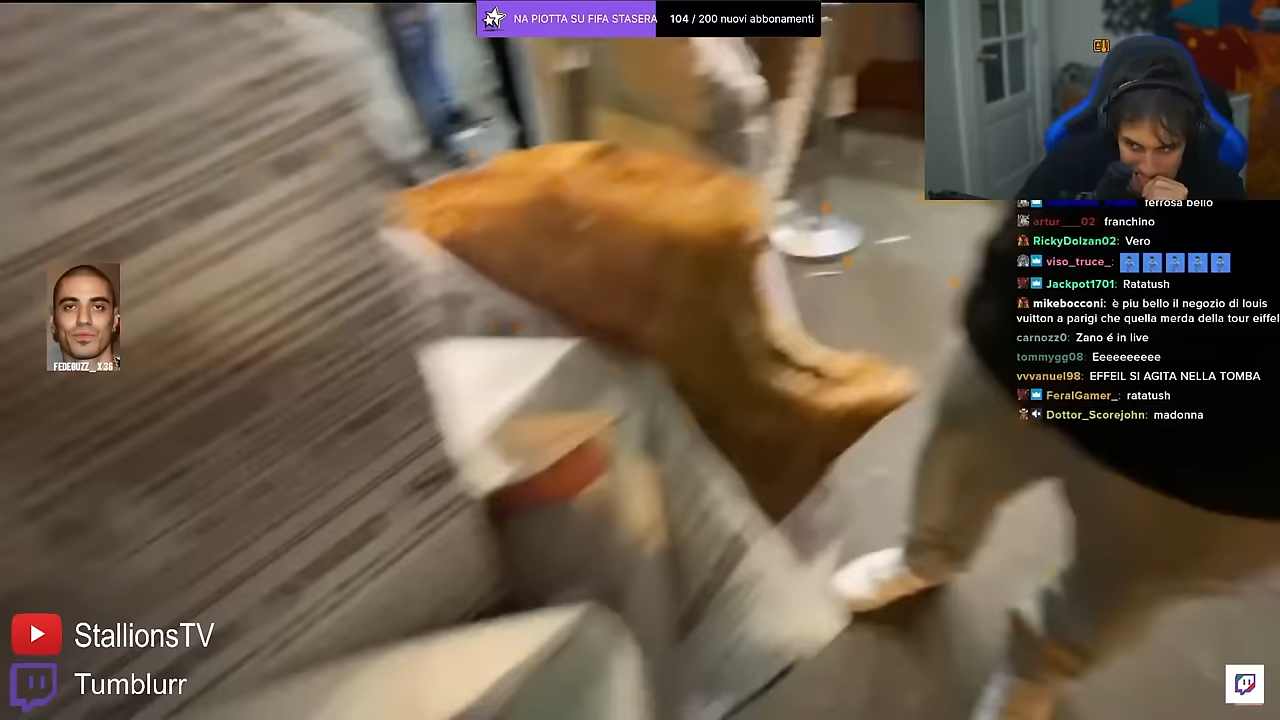 NA PIOTTA SU FIFA STASERA
104 / 200 nuovi abbonamenti
ferrosa bello
artur___02 franchino
RickyDolzan02: Vero
viso_truce_:
Jackpot1701: Ratatush
mikebocconi: è piu bello il negozio di louis
vuitton a parigi che quella merda della tour eiffel
carnozz0: Zano é in live
tommygg08: Eeeeeeeeee
vvvanuel98: EFFEIL SI AGITA NELLA TOMBA
FeralGamer_: ratatush
Dottor_Scorejohn: madonna
FEDEGUZZ_X36
StallionsTV
Tumblurr